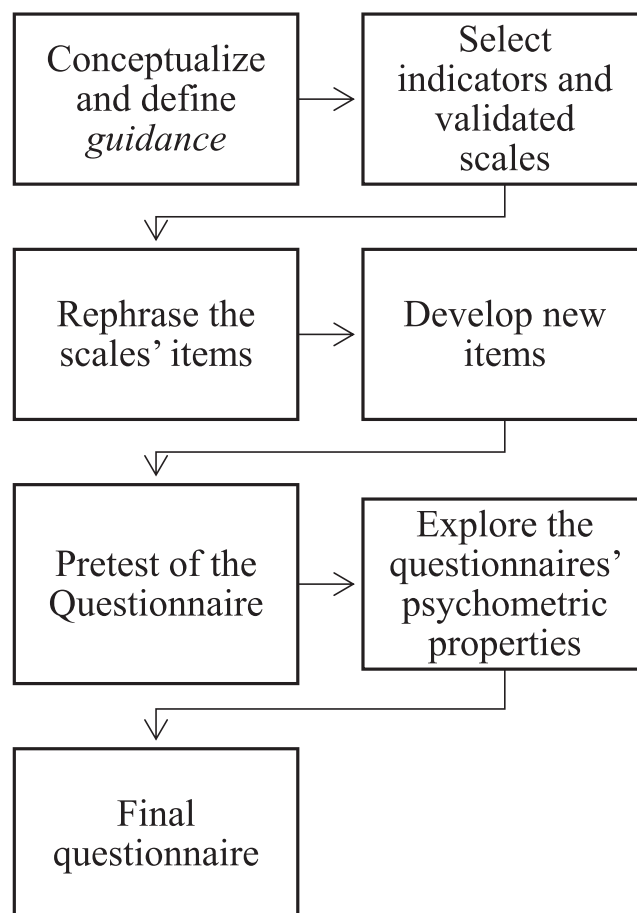 Conceptualize
and define
guidance
Select
indicators and
validated
scales
Rephrase the
scales’ items
Develop new
items
Pretest of the
Questionnaire
Explore the
questionnaires’
psychometric
properties
Final
questionnaire